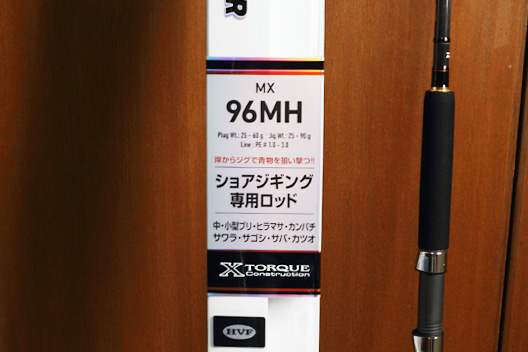 R
MX
96MH
Plug Wt.: 25 - 60 g Jig Wt.: 25 - 90 g
Line : PE # 1.0 - 3.0
岸からジグで青物を狙い撃つ!!
ショアジギング
専用ロッド
中・小型ブリ・ヒラマサ・カンパチ
サワラ・サゴシ・サバ・カツオ
X TORQUE
Construction
HVF